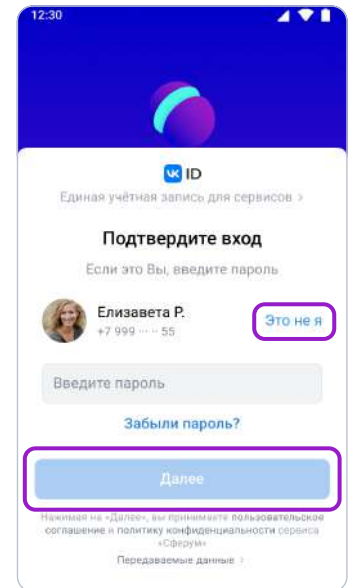 12:30
VK ID
Единая учётная запись для сервисов >
Подтвердите вход
Если это Вы, введите пароль
Елизавета Р.
+7 999 ··· ·· 55
Это не я
Введите пароль
Забыли пароль?
Далее
Нажимая на «Далее», вы принимаете пользовательское
соглашение и политику конфиденциальности сервиса
«Сферум»
Передаваемые данные >